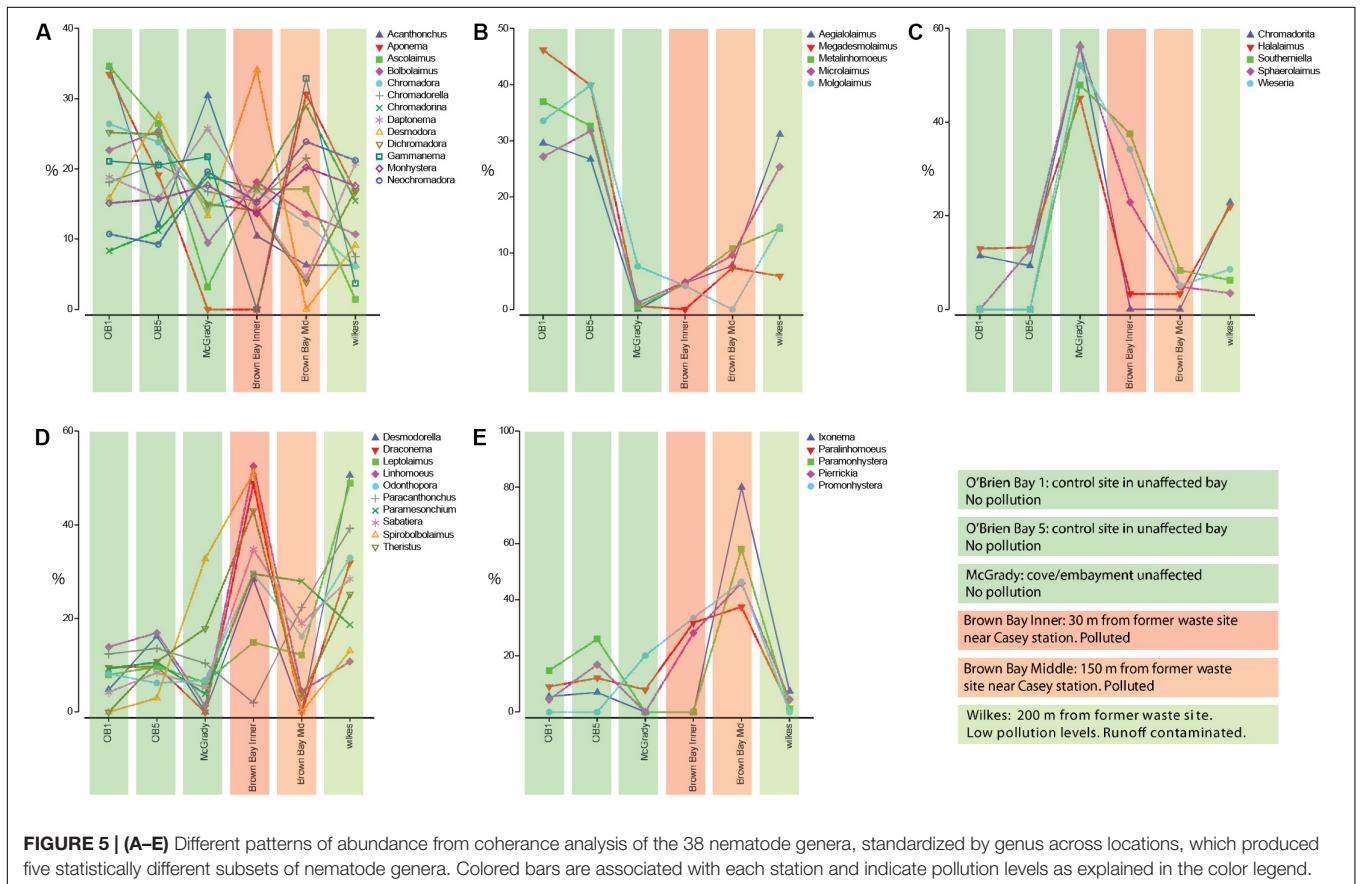 A
40
30
20
10
0
%
OB1
OB5
McGrady
Brown Bay Inner
Brown Bay Mid
wilkes
Acanthonchus
Aponema
Ascolaimus
Bolbolaimus
Chromadora
Chromadorella
Chromadorina
Daptonema
Desmodora
Dichromadora
Gammanema
Monhystera
Neochromadora
B
50
40
30
20
10
0
%
OB1
OB5
McGrady
Brown Bay Inner
Brown Bay Mid
wilkes
Aegialolaimus
Megadesmolaimus
Metalinhomoeus
Microlaimus
Molgolaimus
C
60
40
20
0
%
OB1
OB5
McGrady
Brown Bay Inner
Brown Bay Mid
wilkes
Chromadorita
Halalaimus
Southerniella
Sphaerolaimus
Wieseria
D
60
40
20
0
%
OB1
OB5
McGrady
Brown Bay Inner
Brown Bay Mid
wilkes
Desmodorella
Draconema
Leptolaimus
Linhomoeus
Odonthopora
Paracanthonchus
Paramesonchium
Sabatiera
Spirobolbolaimus
Theristus
E
100
80
60
40
20
0
%
OB1
OB5
McGrady
Brown Bay Inner
Brown Bay Mid
wilkes
Ixonema
Paralinhomoeus
Paramonhystera
Pierrickia
Promonhystera
O'Brien Bay 1: control site in unaffected bay
No pollution
O'Brien Bay 5: control site in unaffected bay
No pollution
McGrady: cove/embayment unaffected
No pollution
Brown Bay Inner: 30 m from former waste site
near Casey station. Polluted
Brown Bay Middle: 150 m from former waste
site near Casey station. Polluted
Wilkes: 200 m from former waste site.
Low pollution levels. Runoff contaminated.
FIGURE 5 | (A–E) Different patterns of abundance from coherance analysis of the 38 nematode genera, standardized by genus across locations, which produced
five statistically different subsets of nematode genera. Colored bars are associated with each station and indicate pollution levels as explained in the color legend.